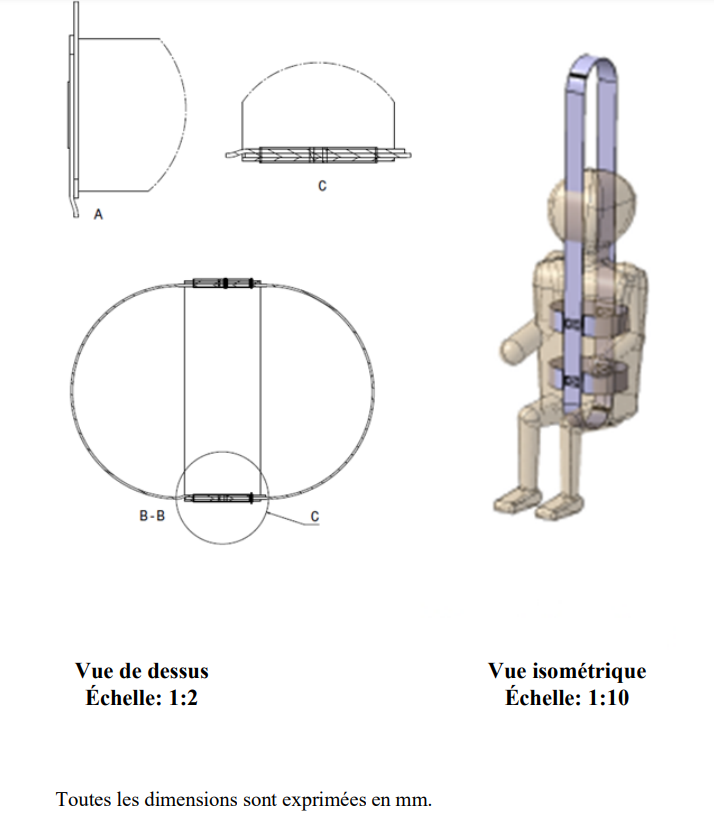 A
C
B-B
C
Vue de dessus
Échelle: 1:2
Vue isométrique
Échelle: 1:10
Toutes les dimensions sont exprimées en mm.